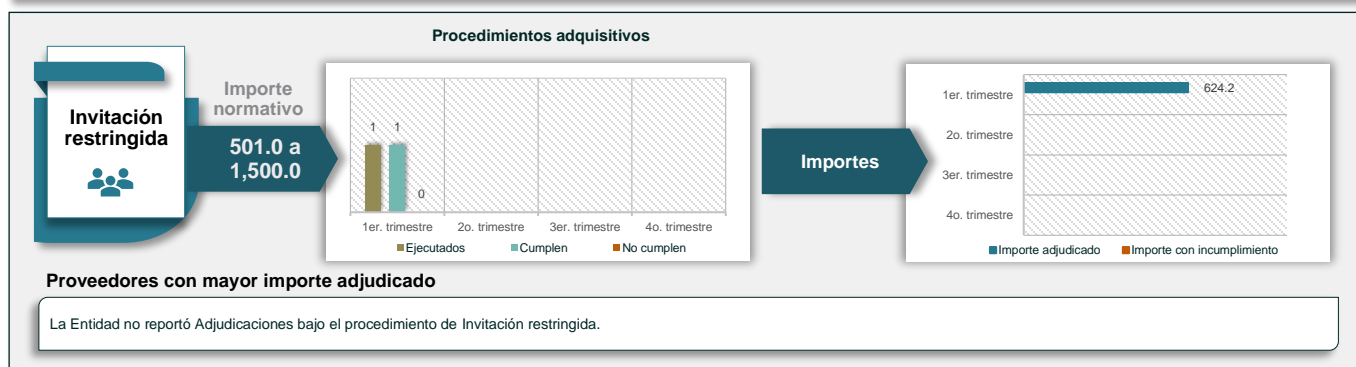 Procedimientos adquisitivos
Invitación
restringida
Importe
normativo
501.0 a
1,500.0
1 1
0
1er. trimestre 2o. trimestre 3er. trimestre 4o. trimestre
Ejecutados Cumplen No cumplen
Importes
1er. trimestre 624.2
2o. trimestre
3er. trimestre
4o. trimestre
Importe adjudicado Importe con incumplimiento
Proveedores con mayor importe adjudicado
La Entidad no reportó Adjudicaciones bajo el procedimiento de Invitación restringida.